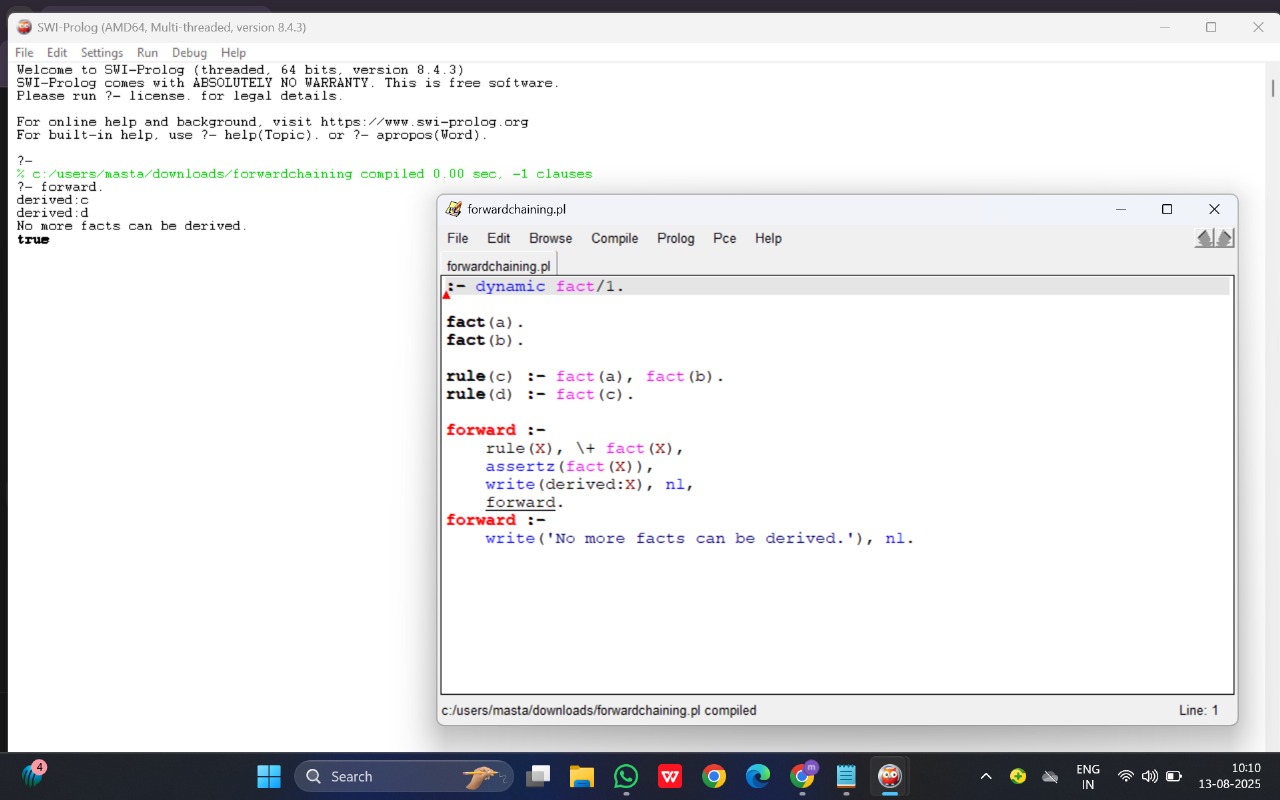 SWI-Prolog (AMD64, Multi-threaded, version 8.4.3)
File Edit Settings Run Debug Help
Welcome to SWI-Prolog (threaded, 64 bits, version 8.4.3)
SWI-Prolog comes with ABSOLUTELY NO WARRANTY. This is free software.
Please run ?- license. for legal details.
For online help and background, visit https://www.swi-prolog.org
For built-in help, use ?- help(Topic). or ?- apropos(Word).
?-
% c:/users/masta/downloads/forwardchaining compiled 0.00 sec, -1 clauses
?- forward.
derived:c
derived:d
No more facts can be derived.
true
forwardchaining.pl
File Edit Browse Compile Prolog Pce Help
forwardchaining.pl
:- dynamic fact/1.
fact(a).
fact(b).
rule(c) :- fact(a), fact(b).
rule(d) :- fact(c).
forward :-
rule(X), \+ fact(X),
assertz(fact(X)),
write(derived:X), nl,
forward.
forward :-
write('No more facts can be derived.'), nl.
c:/users/masta/downloads/forwardchaining.pl compiled Line: 1
4
Search
W
m
ENG
IN
10:10
13-08-2025